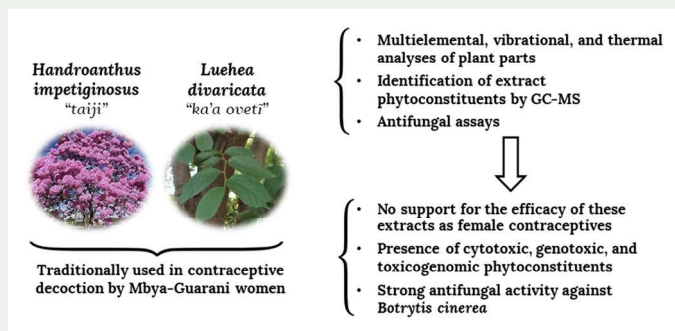 Handroanthus
impetiginosus
“taiji”
Luehea
divaricata
“ka’a oveti”
Traditionally used in contraceptive
decoction by Mbya-Guarani women
• Multielemental, vibrational, and thermal
analyses of plant parts
• Identification of extract
phytoconstituents by GC-MS
• Antifungal assays
• No support for the efficacy of these
extracts as female contraceptives
• Presence of cytotoxic, genotoxic, and
toxicogenomic phytoconstituents
• Strong antifungal activity against
Botrytis cinerea